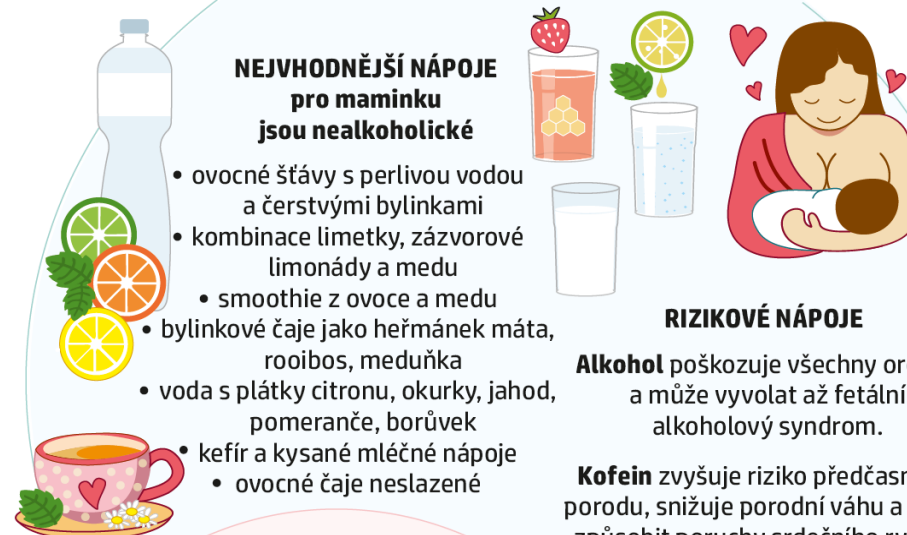 NEJVHODNĚJŠÍ NÁPOJE
pro maminku
jsou nealkoholické
• ovocné šťávy s perlivou vodou
a čerstvými bylinkami
• kombinace limetky, zázvorové
limonády a medu
• smoothie z ovoce a medu
• bylinkové čaje jako heřmánek máta,
rooibos, meduňka
• voda s plátky citronu, okurky, jahod,
pomeranče, borůvek
• kefír a kysané mléčné nápoje
• ovocné čaje neslazené
RIZIKOVÉ NÁPOJE
Alkohol poškozuje všechny
a může vyvolat až fetální
alkoholový syndrom.
Kofein zvyšuje riziko
porodu, snižuje porodní váhu a